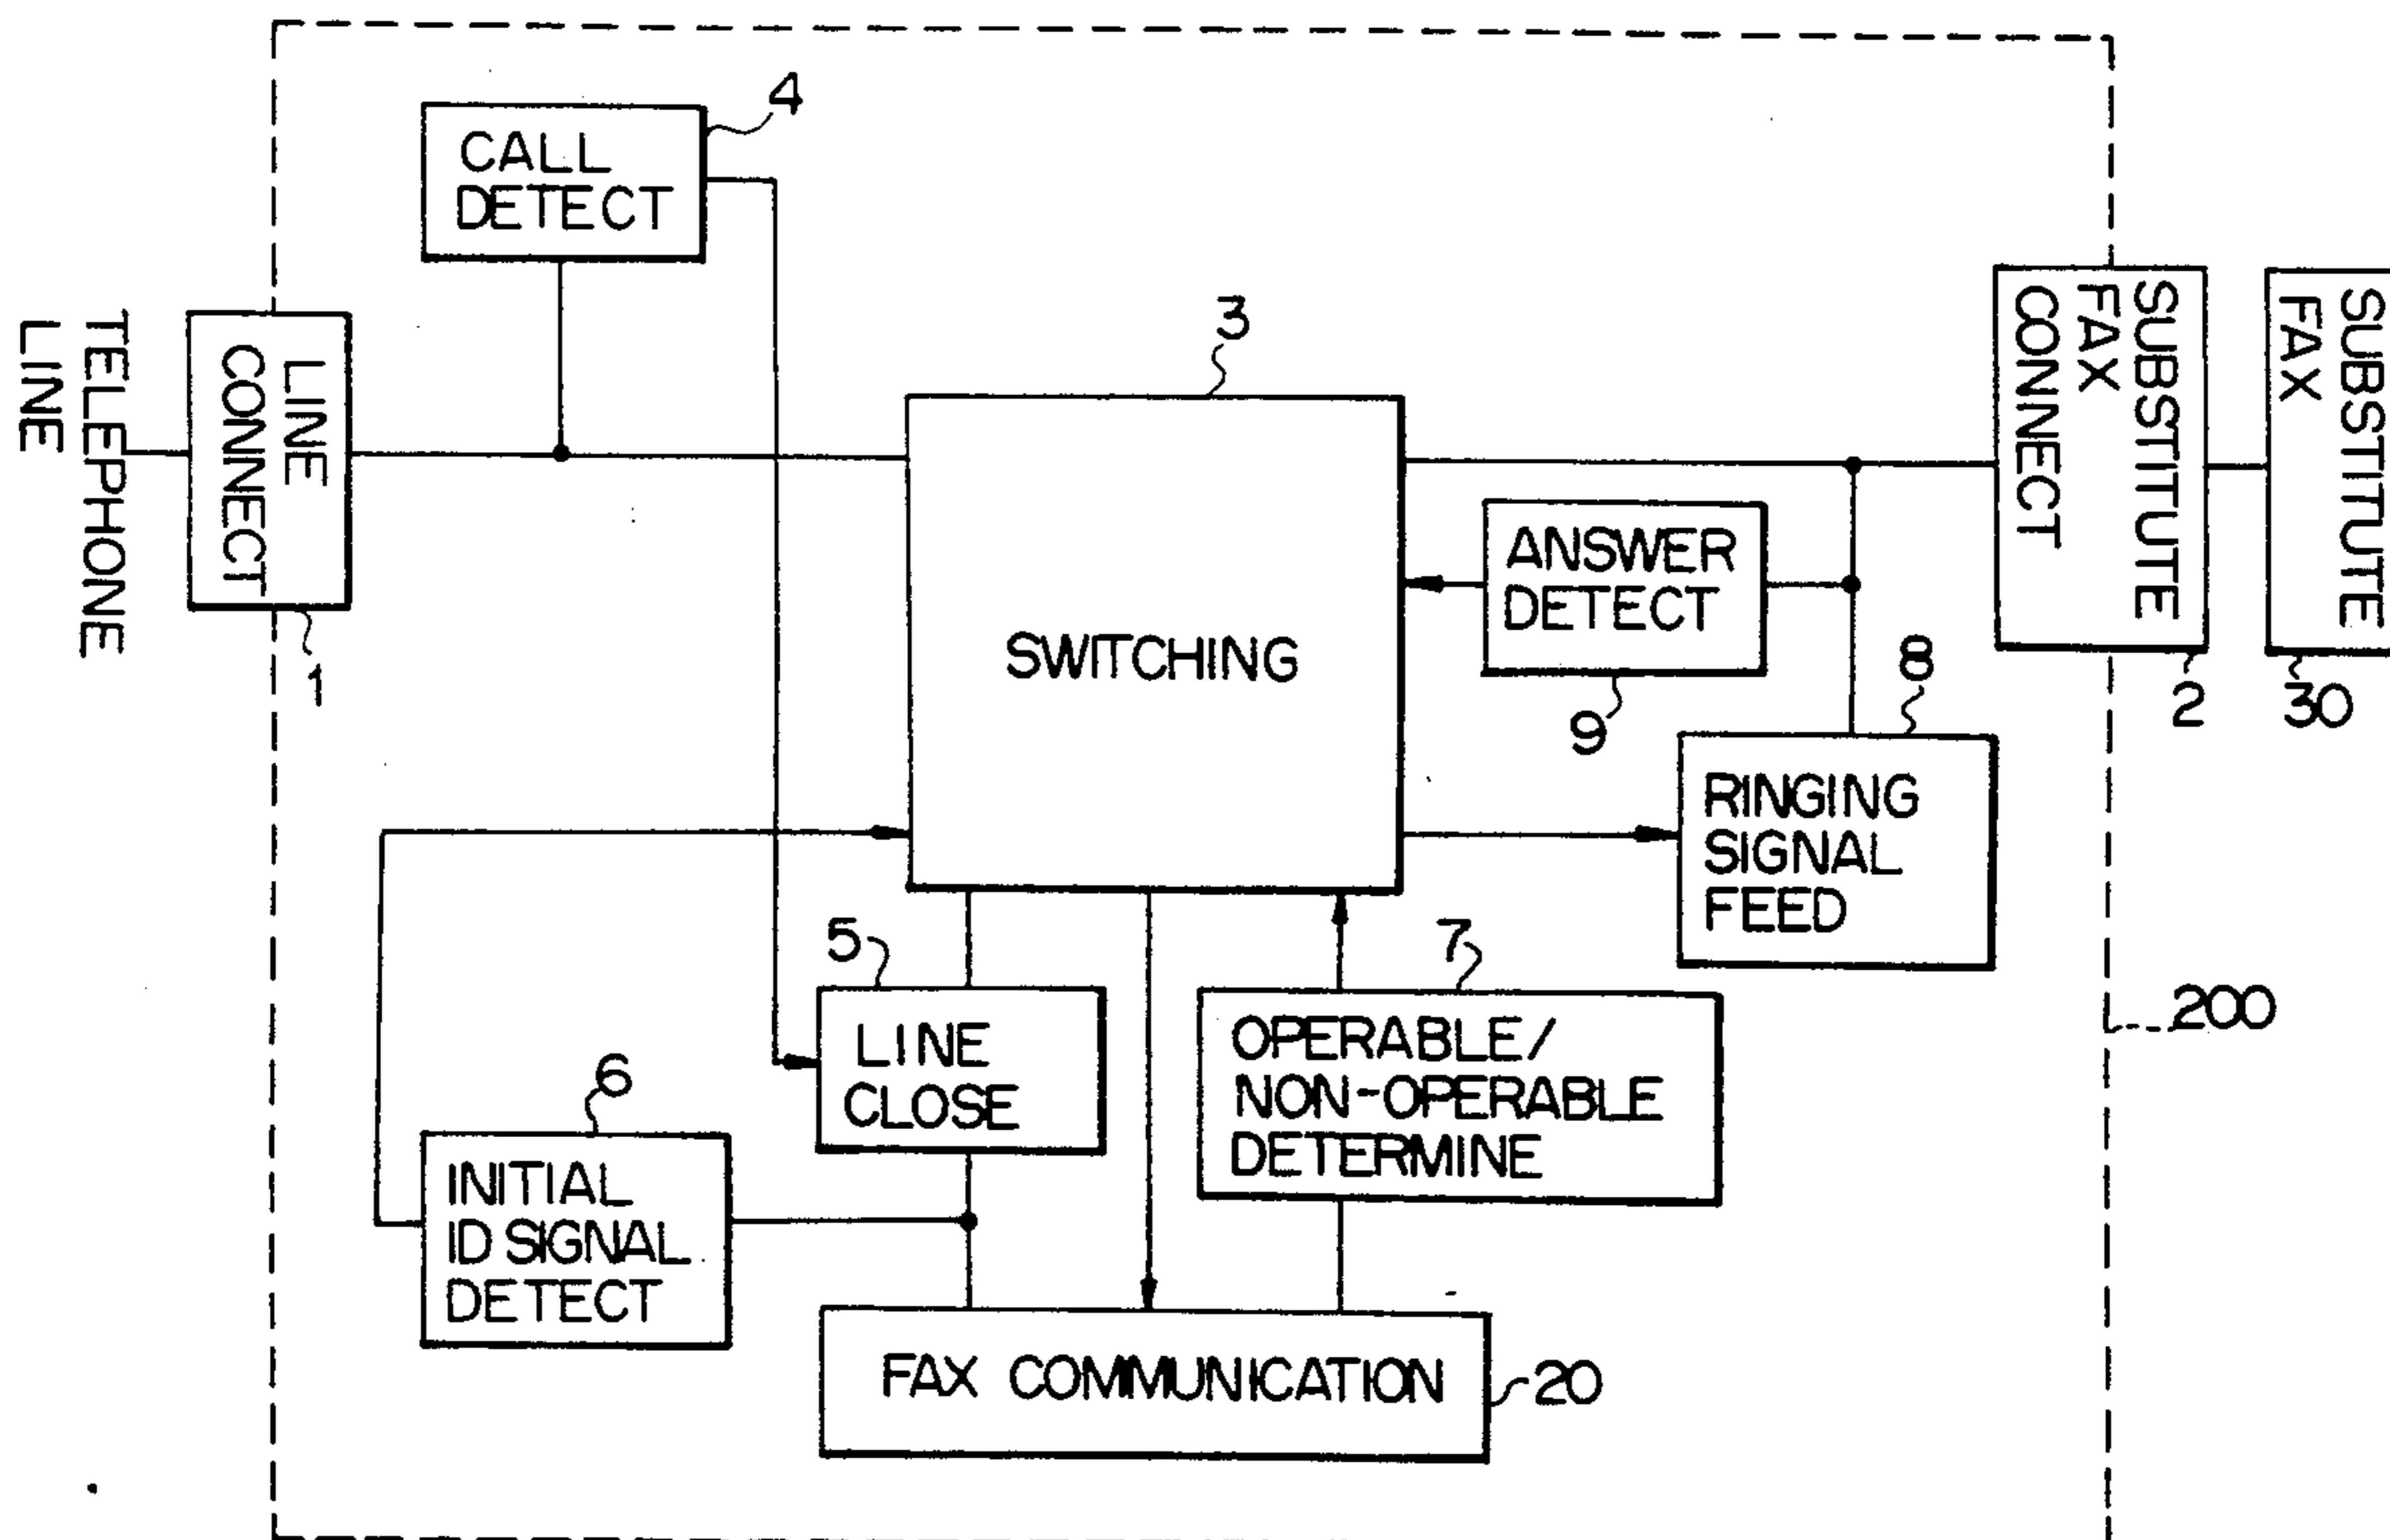 4
CALL
DETECT
3
TELEPHONE
LINE
LINE
CONNECT
1
SWITCHING
ANSWER
DETECT
9
SUBSTITUTE
FAX
CONNECT
2
SUBSTITUTE
FAX
30
8
RINGING
SIGNAL
FEED
5
LINE
CLOSE
7
OPERABLE/
NON-OPERABLE
DETERMINE
200
6
INITIAL
ID SIGNAL
DETECT
FAX COMMUNICATION
20